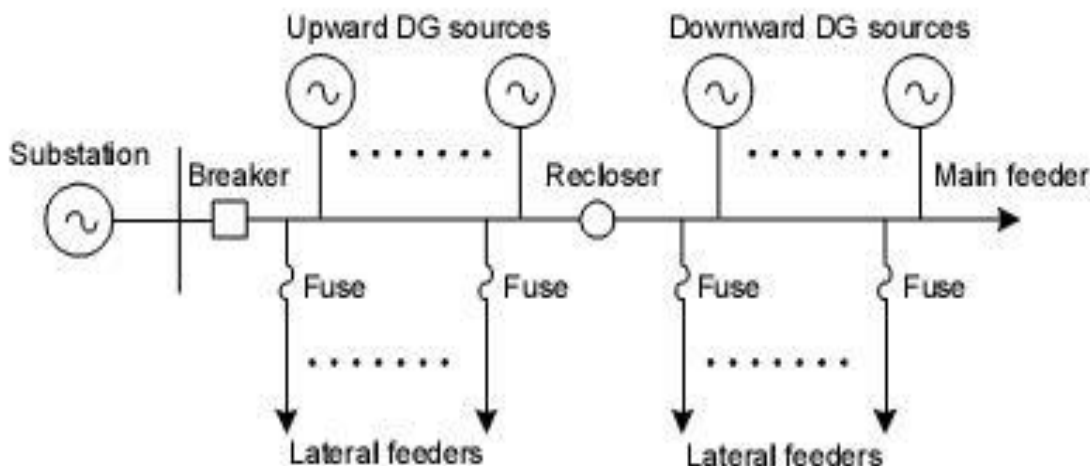 Upward DG sources
Downward DG sources
Substation
Breaker
Recloser
Main feeder
Fuse
Fuse
Fuse
Fuse
Lateral feeders
Lateral feeders